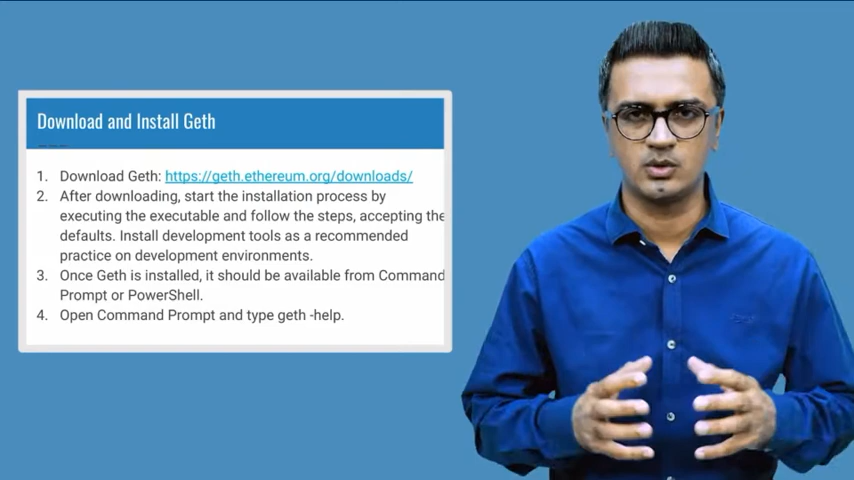 Download and Install Geth
1. Download Geth: https://geth.ethereum.org/downloads/
2. After downloading, start the installation process by
executing the executable and follow the steps, accepting the
defaults. Install development tools as a recommended
practice on development environments.
3. Once Geth is installed, it should be available from Command
Prompt or PowerShell.
4. Open Command Prompt and type geth -help.